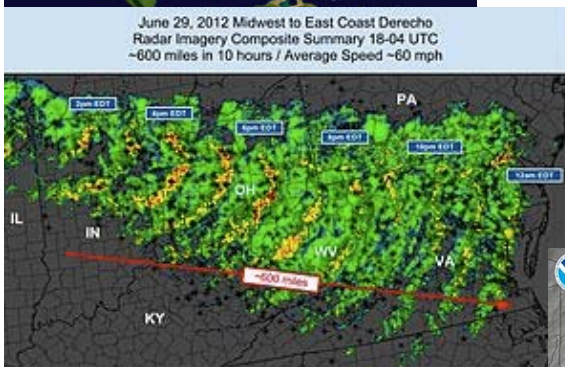 June 29, 2012 Midwest to East Coast Derecho
Radar Imagery Composite Summary 18-04 UTC
~600 miles in 10 hours / Average Speed ~60 mph
PA
2pm EDT
4pm EDT
6pm EDT
8pm EDT
10pm EDT
12am EDT
OH
IL
IN
WV
VA
~600 miles
KY